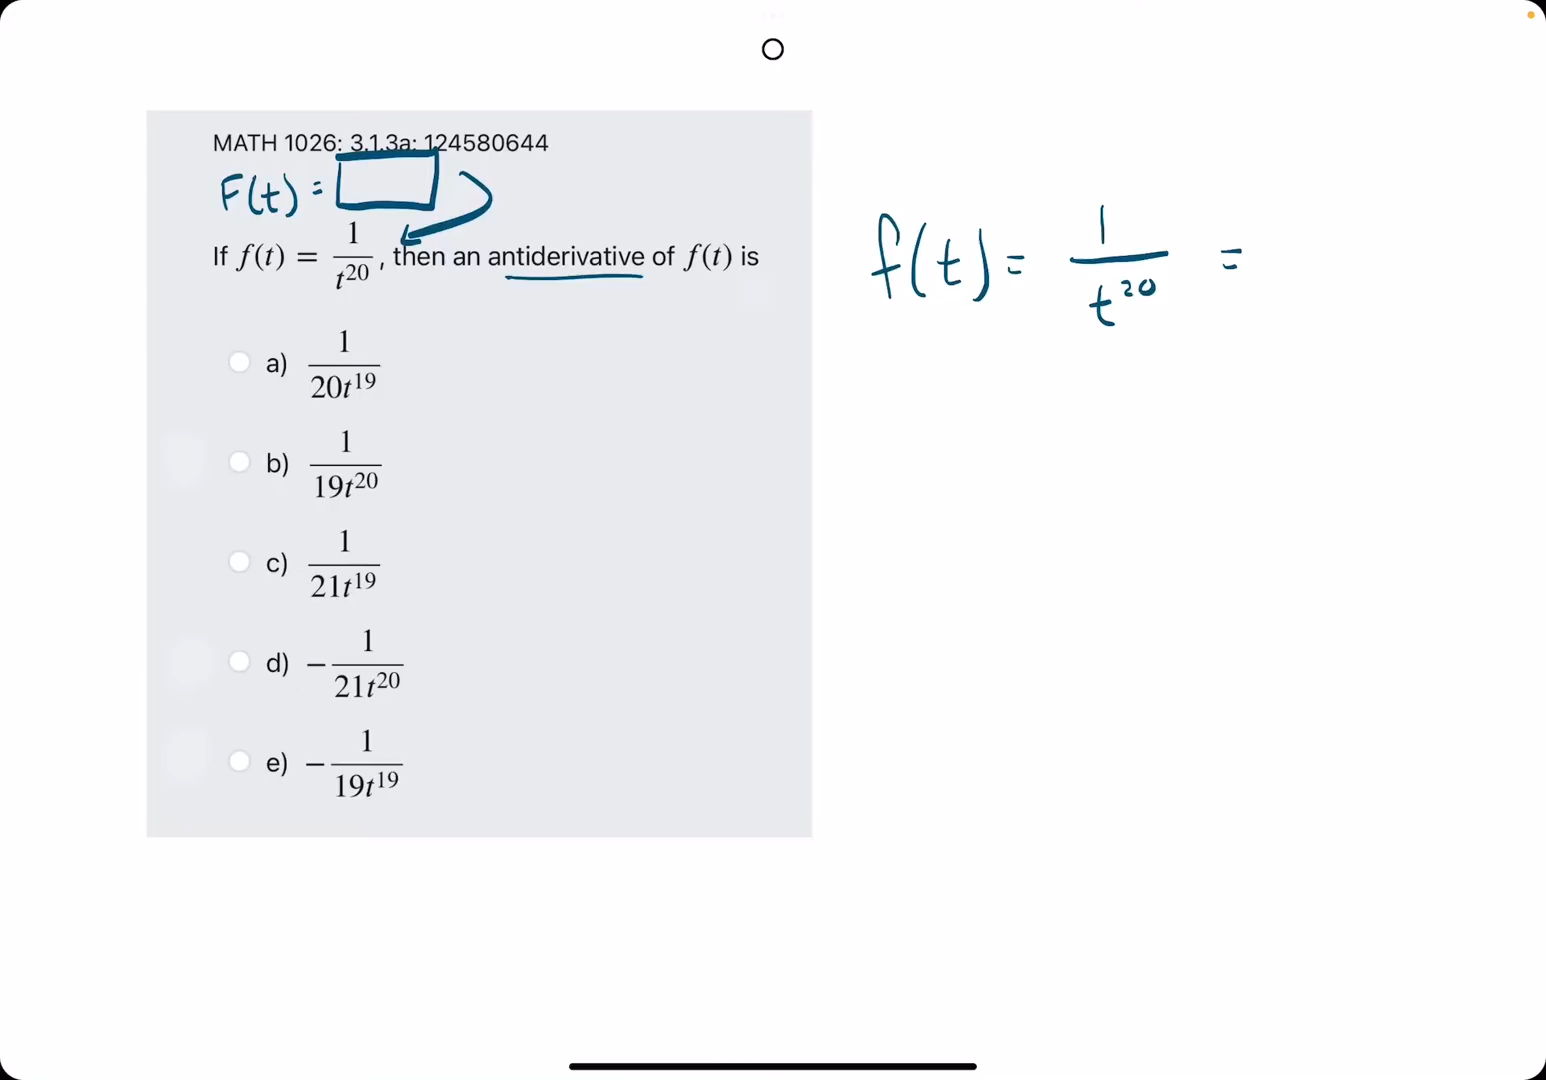 MATH 1026: 3.1.3a: 124580644
F(t) =
If f(t) = 1/t^20, then an antiderivative of f(t) is
f(t) = 1/t^20 =
a) 1/20t^19
b) 1/19t^20
c) 1/21t^19
d) −1/21t^20
e) −1/19t^19